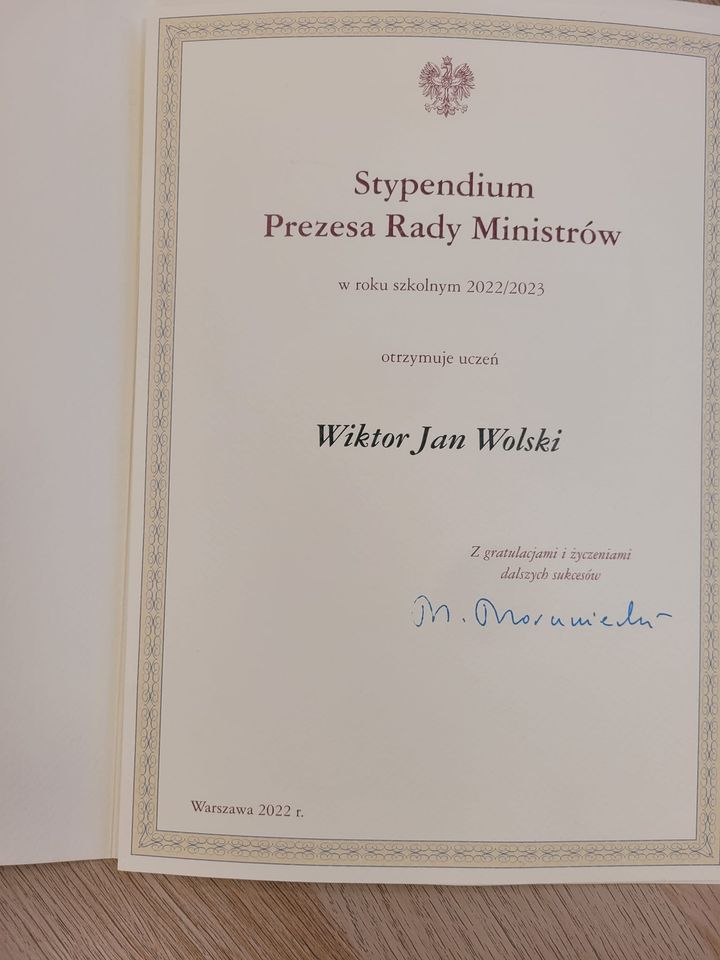 Stypendium
Prezesa Rady Ministrów
w roku szkolnym 2022/2023
otrzymuje uczeń
Wiktor Jan Wolski
Z gratulacjami i życzeniami
dalszych sukcesów
M. Morawiecki
Warszawa 2022 r.